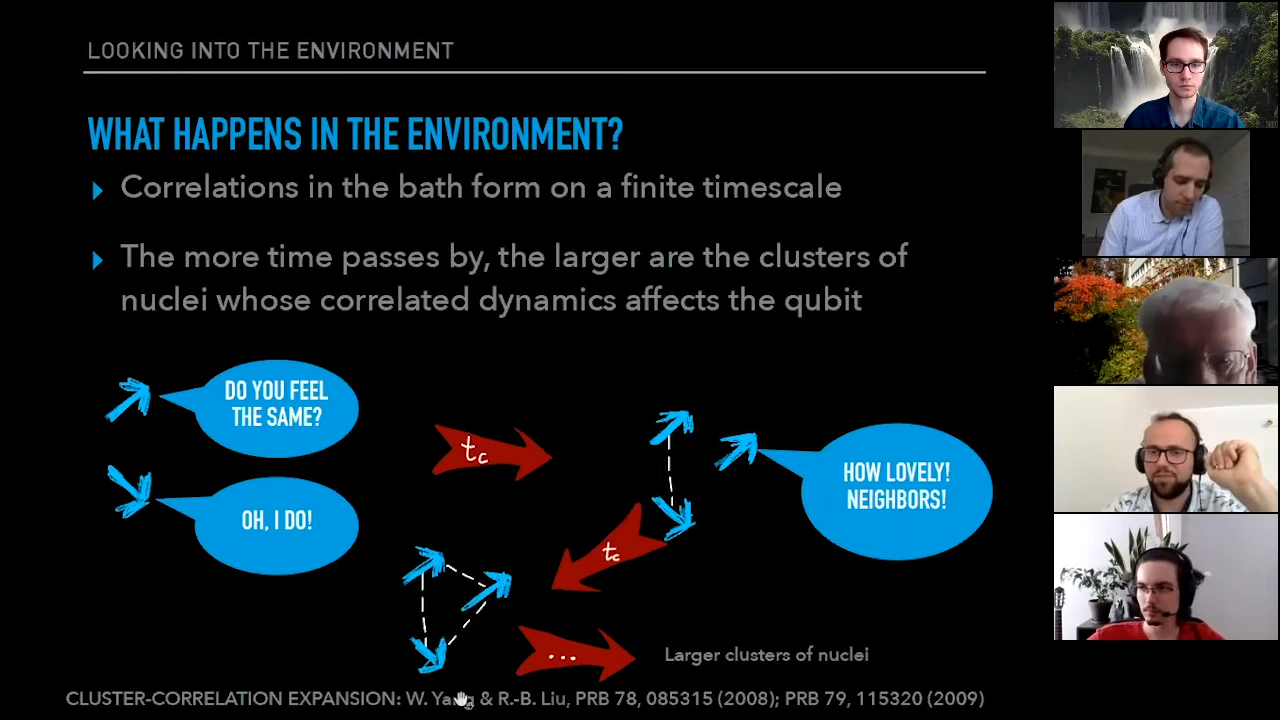 LOOKING INTO THE ENVIRONMENT
WHAT HAPPENS IN THE ENVIRONMENT?
Correlations in the bath form on a finite timescale
The more time passes by, the larger are the clusters of
nuclei whose correlated dynamics affects the qubit
DO YOU FEEL
THE SAME?
OH, I DO!
tc
HOW LOVELY!
NEIGHBORS!
tc
...
Larger clusters of nuclei
CLUSTER-CORRELATION EXPANSION: W. & R.-B. Liu, PRB 78, 085315 (2008); PRB 79, 115320 (2009)